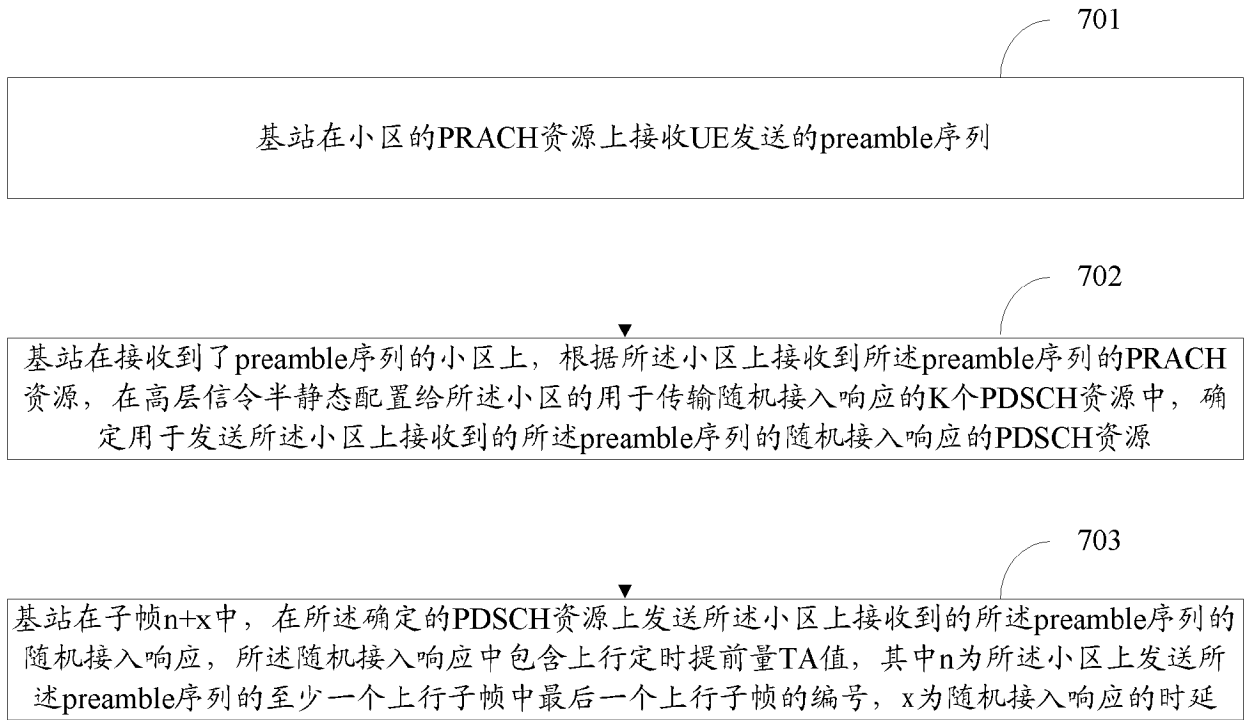 701
基站在小区的PRACH资源上接收UE发送的preamble序列
702
基站在接收到了preamble序列的小区上，根据所述小区上接收到所述preamble序列的PRACH
资源，在高层信令半静态配置给所述小区的用于传输随机接入响应的K个PDSCH资源中，确
定用于发送所述小区上接收到的所述preamble序列的随机接入响应的PDSCH资源
703
基站在子帧n+x中，在所述确定的PDSCH资源上发送所述小区上接收到的所述preamble序列的
随机接入响应，所述随机接入响应中包含上行定时提前量TA值，其中n为所述小区上发送所
述preamble序列的至少一个上行子帧中最后一个上行子帧的编号，x为随机接入响应的时延